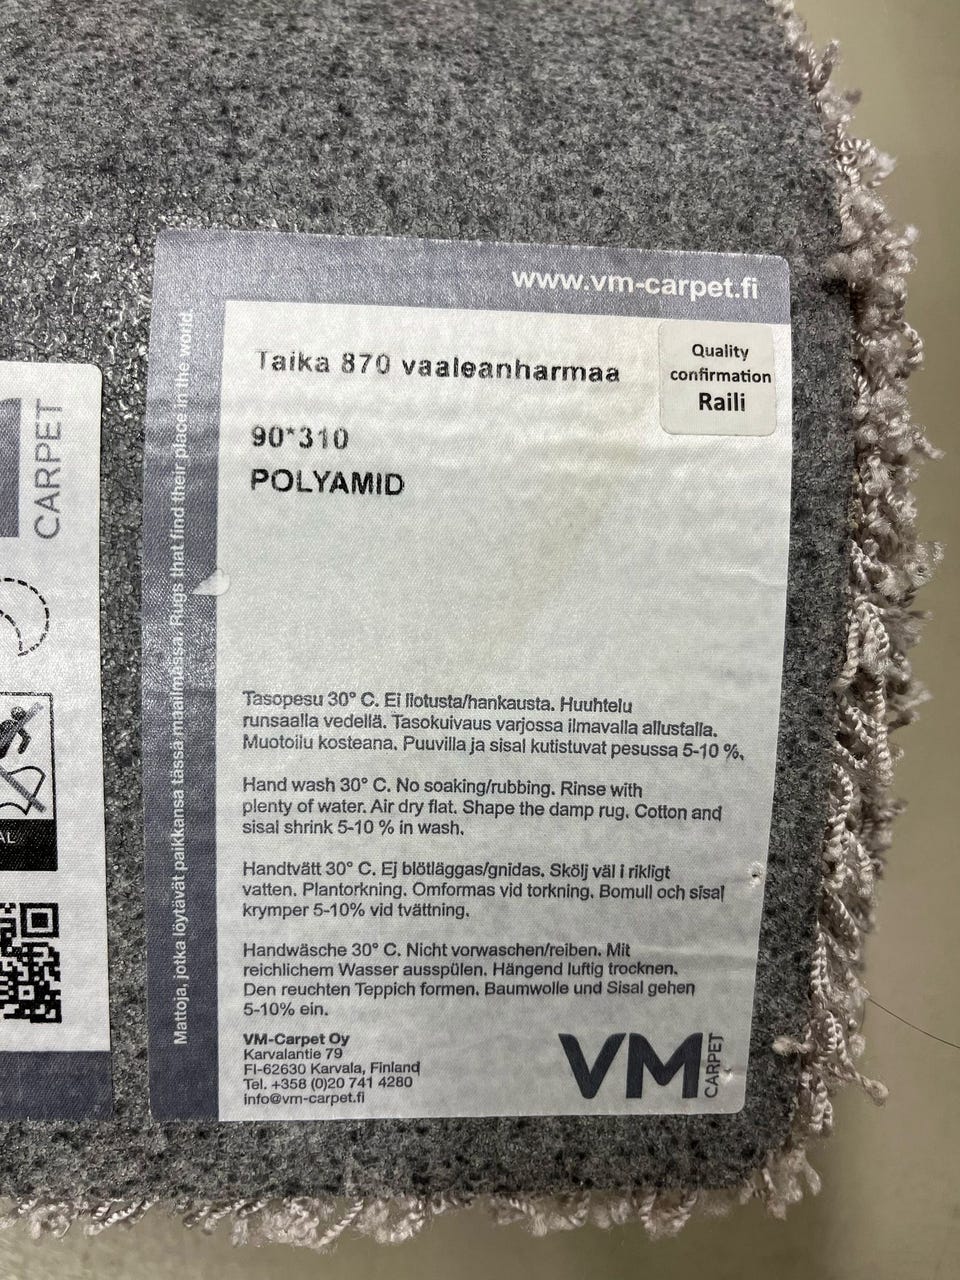 www.vm-carpet.fi
Taika 870 vaaleanharmaa
Quality
confirmation
Raili
90*310
POLYAMID
Tasopesu 30° C. Ei liotusta/hankausta. Huuhtelu
runsaalla vedellä. Tasokuivaus varjossa ilmavalla allustalla.
Muotoilu kosteana. Puuvilla ja sisal kutistuvat pesussa 5-10 %.
Hand wash 30° C. No soaking/rubbing. Rinse with
plenty of water. Air dry flat. Shape the damp rug. Cotton and
sisal shrink 5-10 % in wash.
Handtvätt 30° C. Ej blötläggas/gnidas. Skölj väl i rikligt
vatten. Plantorkning. Omformas vid torkning. Bomull och sisal
krymper 5-10% vid tvättning.
Handwäsche 30° C. Nicht vorwaschen/reiben. Mit
reichlichem Wasser ausspülen. Hängend luftig trocknen.
Den reuchten Teppich formen. Baumwolle und Sisal gehen
5-10% ein.
VM-Carpet Oy
Karvalantie 79
FI-62630 Karvala, Finland
Tel. +358 (0)20 741 4280
info@vm-carpet.fi
VM CARPET
Mattoja, jotka löytävät paikkansa tässä maailmassa. Rugs that find their place in the world.
CARPET